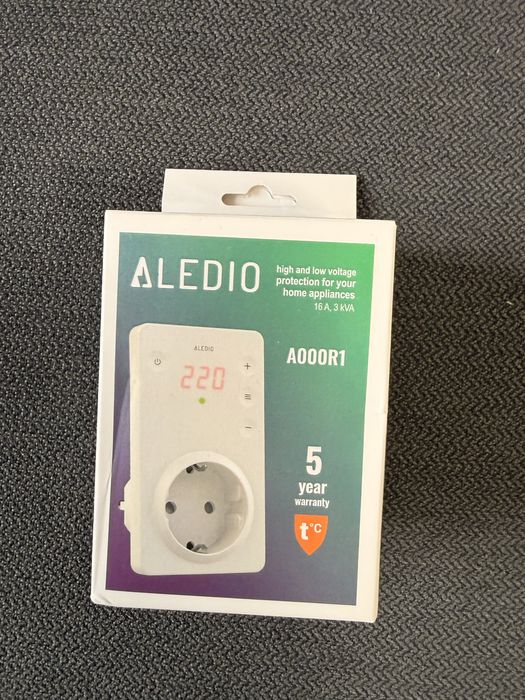 ALEDIO
high and low voltage
protection for your
home appliances
16 A, 3 kVA
A000R1
ALEDIO
220
5
year
warranty
t°C